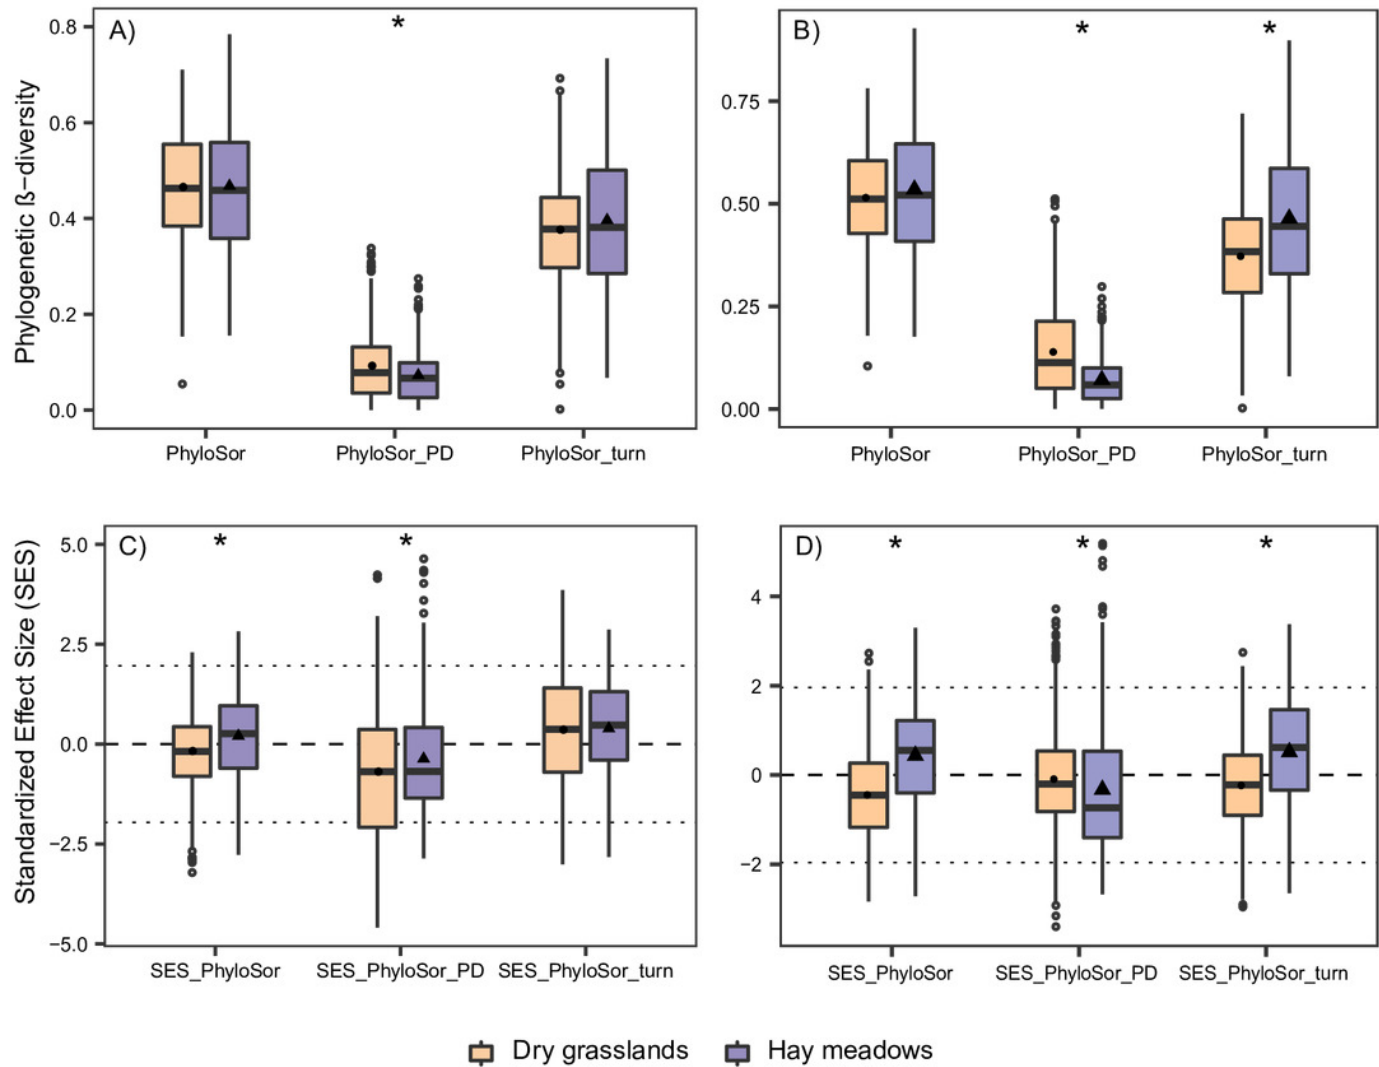 A)
*
0.8
0.6
0.4
0.2
0.0
Phylogenetic ß−diversity
PhyloSor
PhyloSor_PD
PhyloSor_turn
B)
*
*
0.75
0.50
0.25
0.00
PhyloSor
PhyloSor_PD
PhyloSor_turn
C)
*
*
5.0
2.5
0.0
−2.5
−5.0
Standardized Effect Size (SES)
SES_PhyloSor
SES_PhyloSor_PD
SES_PhyloSor_turn
D)
*
*
*
4
2
0
−2
SES_PhyloSor
SES_PhyloSor_PD
SES_PhyloSor_turn
Dry grasslands
Hay meadows